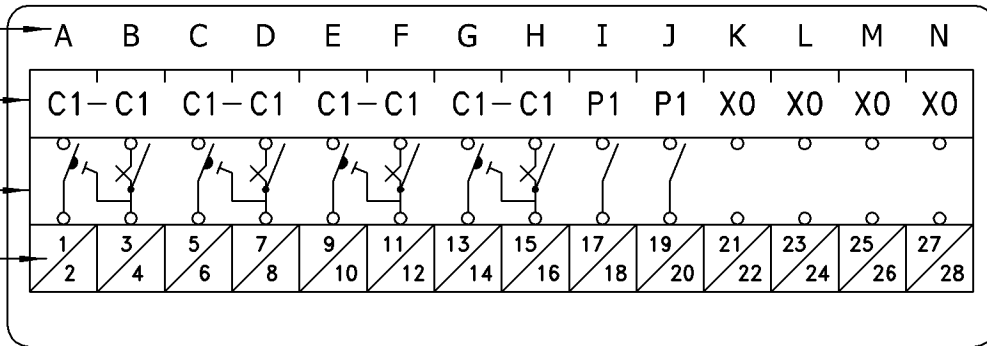 A B C D E F G H I J K L M N
C1-C1 C1-C1 C1-C1 C1-C1 P1 P1 X0 X0 X0 X0
1 3 5 7 9 11 13 15 17 19 21 23 25 27
2 4 6 8 10 12 14 16 18 20 22 24 26 28